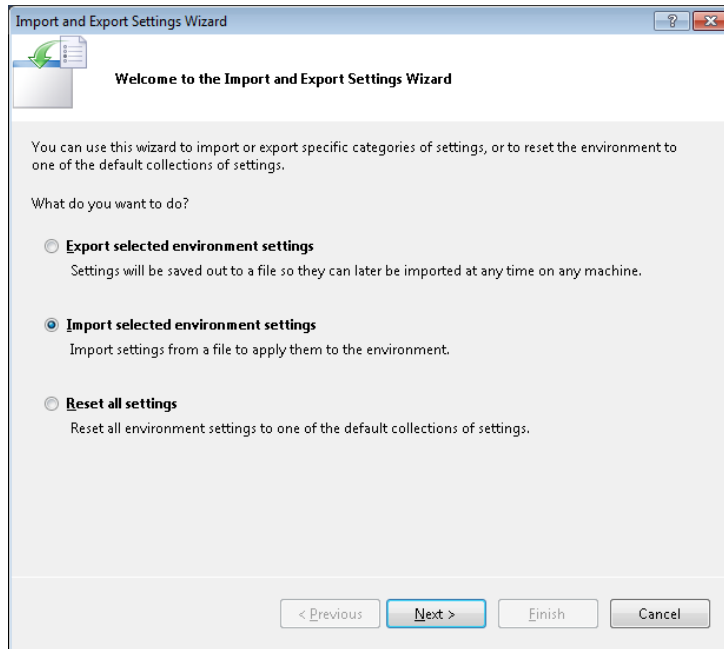 Import and Export Settings Wizard
?
Welcome to the Import and Export Settings Wizard
You can use this wizard to import or export specific categories of settings, or to reset the environment to
one of the default collections of settings.
What do you want to do?
Export selected environment settings
Settings will be saved out to a file so they can later be imported at any time on any machine.
Import selected environment settings
Import settings from a file to apply them to the environment.
Reset all settings
Reset all environment settings to one of the default collections of settings.
< Previous Next > Finish Cancel